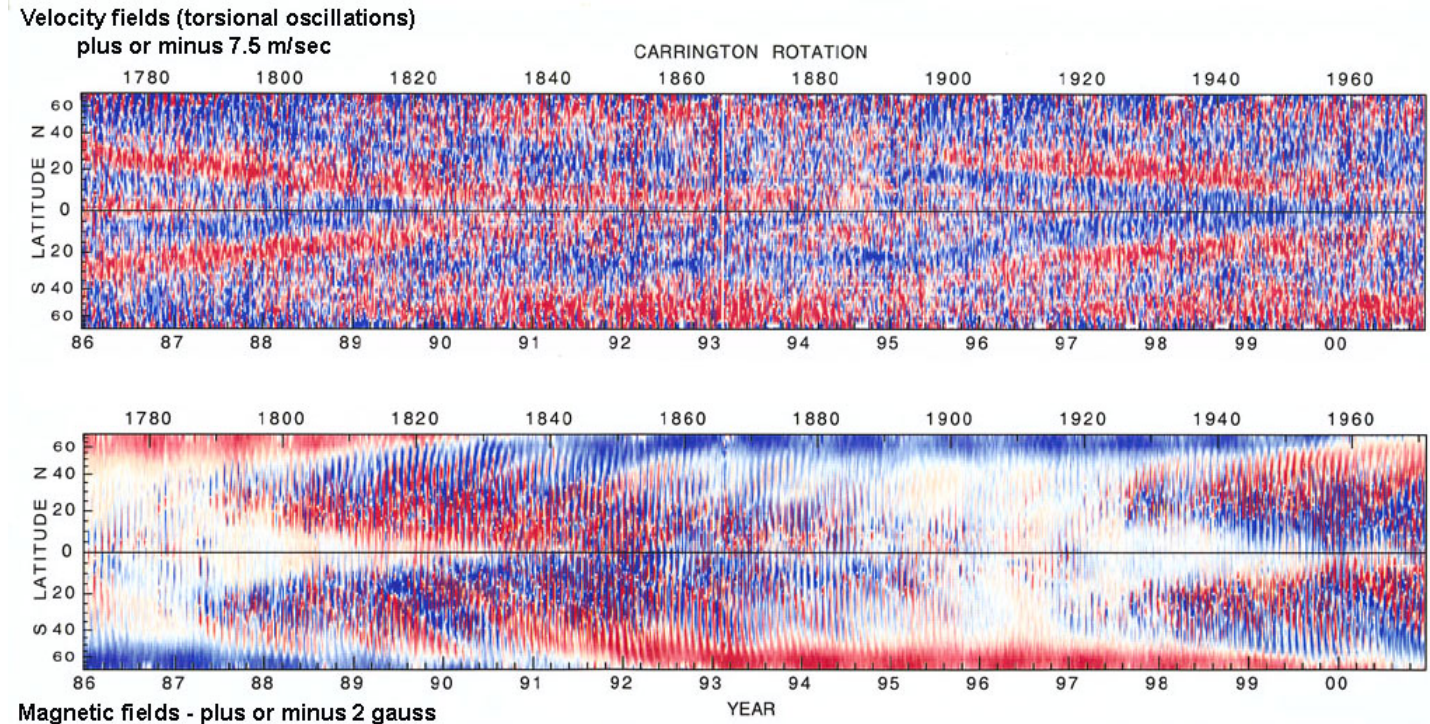 Velocity fields (torsional oscillations)
plus or minus 7.5 m/sec
CARRINGTON ROTATION
1780 1800 1820 1840 1860 1880 1900 1920 1940 1960
60
40
20
0
20
40
60
S LATITUDE N
86 87 88 89 90 91 92 93 94 95 96 97 98 99 00
1780 1800 1820 1840 1860 1880 1900 1920 1940 1960
60
40
20
0
20
40
60
S LATITUDE N
86 87 88 89 90 91 92 93 94 95 96 97 98 99 00
YEAR
Magnetic fields - plus or minus 2 gauss